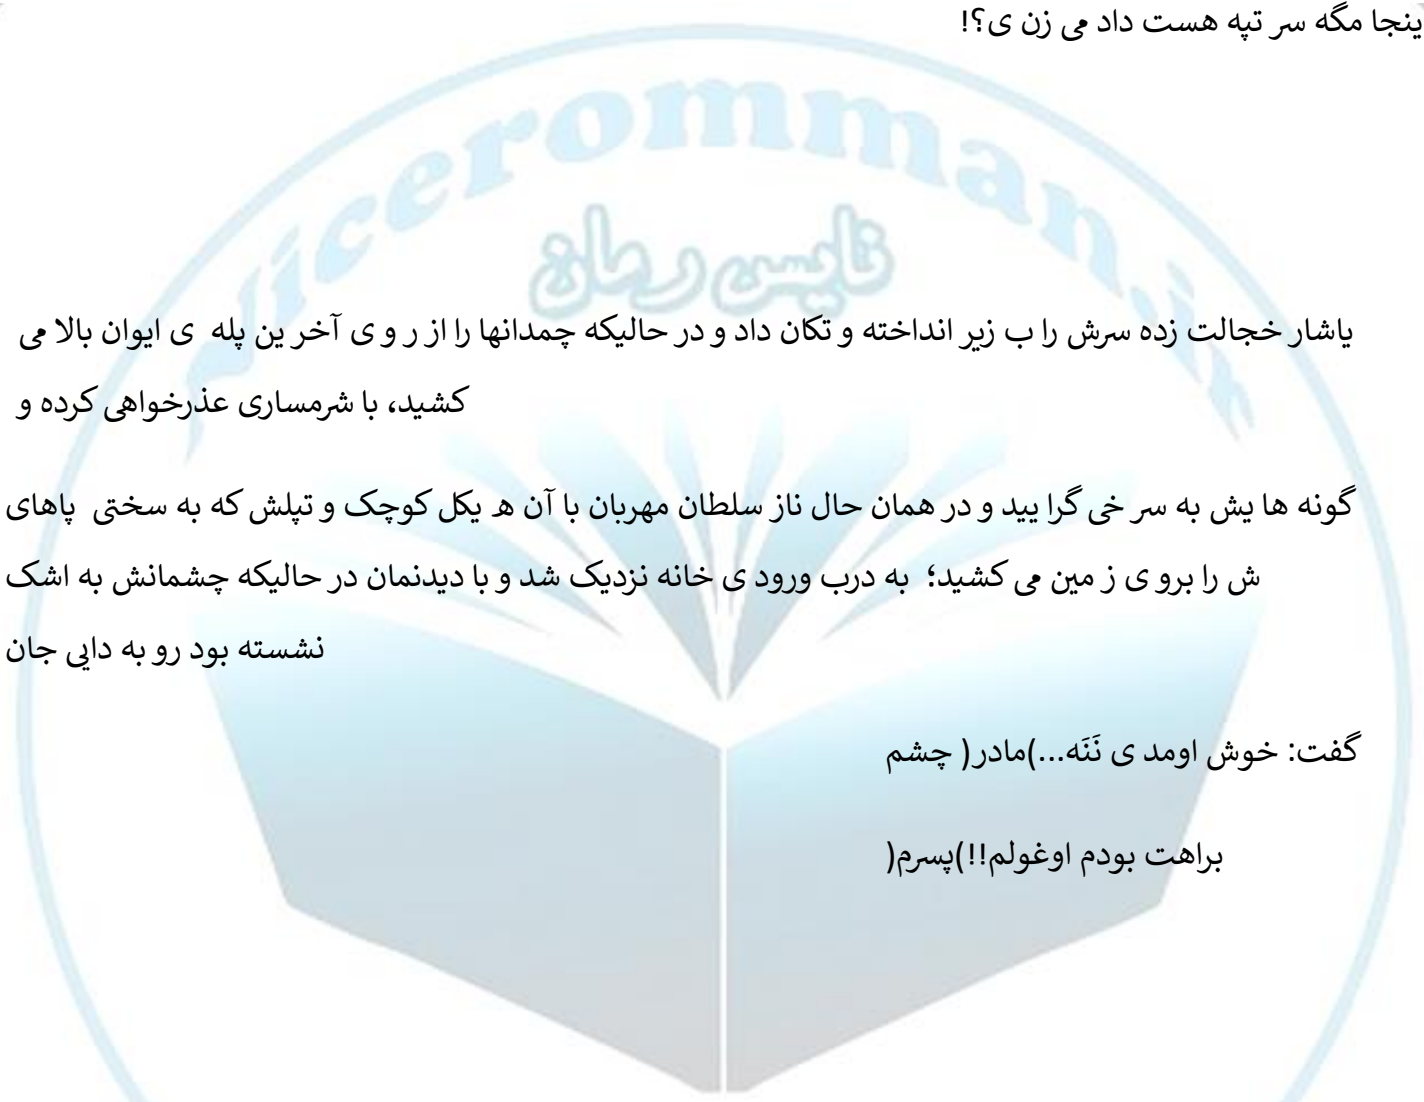 ینجا مگه سر تپه هست داد می زن ی؟!
niceromman.ir
نایس رمان
یاشار خجالت زده سرش را ب زیر انداخته و تکان داد و در حالیکه چمدانها را از ر و ی آخر ین پله ی ایوان بالا می
کشید، با شرمساری عذرخواهی کرده و
گونه ها یش به سر خی گرا یید و در همان حال ناز سلطان مهربان با آن ه یکل کوچک و تپلش که به سختی پاهای
ش را برو ی ز مین می کشید؛ به درب ورود ی خانه نزدیک شد و با دیدنمان در حالیکه چشمانش به اشک
نشسته بود رو به دایی جان
گفت: خوش اومد ی نَنَه...)مادر( چشم
براهت بودم اوغولم!!)پسرم(